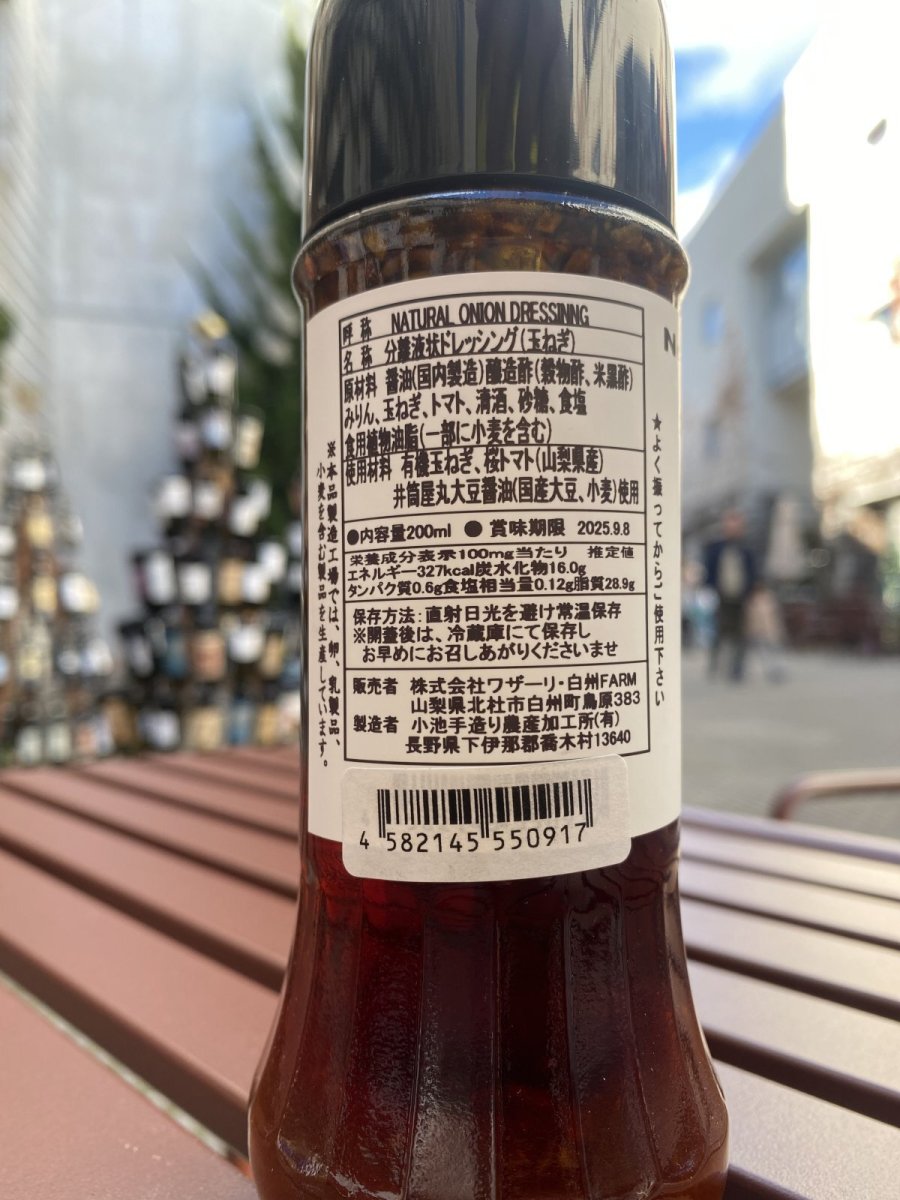 呼称 NATURAL ONION DRESSINNG
名称 分離液状ドレッシング(玉ねぎ)
原材料 醤油(国内製造)醸造酢(穀物酢、米黒酢)
みりん、玉ねぎ、トマト、清酒、砂糖、食塩
食用植物油脂(一部に小麦を含む)
使用材料 有機玉ねぎ、桜トマト(山梨県産)
井筒屋丸大豆醤油(国産大豆、小麦)使用
●内容量200ml ● 賞味期限 2025.9.8
栄養成分表示100mg当たり 推定値
エネルギー327kcal炭水化物16.0g
タンパク質0.6g食塩相当量0.12g脂質28.9g
保存方法:直射日光を避け常温保存
※開蓋後は、冷蔵庫にて保存し
お早めにお召しあがりくださいませ
販売者 株式会社ワザーリ・白州FARM
山梨県北杜市白州町鳥原383
製造者 小池手造り農産加工所(有)
長野県下伊那郡喬木村13640
※本品製造工場では、卵、乳製品、
小麦を含む製品を生産しています。
★よく振ってからご使用下さい
N
4 582145 550917